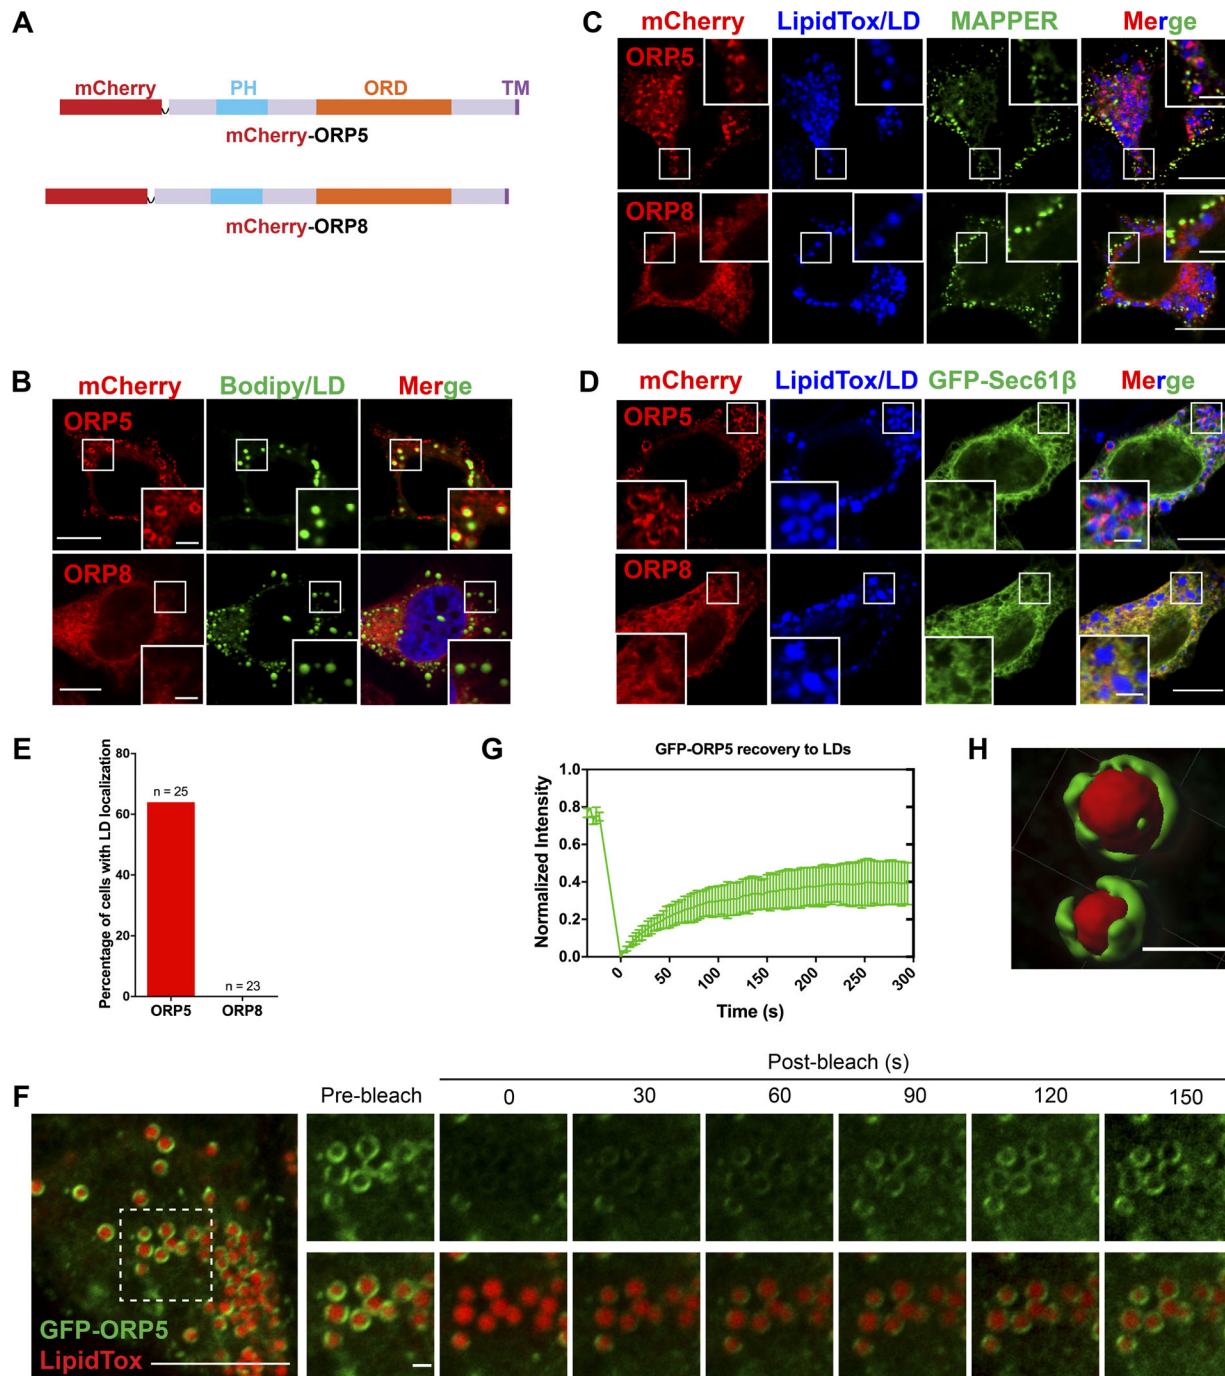 A
mCherry PH ORD TM
mCherry-ORP5
mCherry-ORP8
B
mCherry Bodipy/LD Merge
ORP5
ORP8
C
mCherry LipidTox/LD MAPPER Merge
ORP5
ORP8
D
mCherry LipidTox/LD GFP-Sec61β Merge
ORP5
ORP8
E
Percentage of cells with LD localization
80
60
40
20
0
n = 25
n = 23
ORP5 ORP8
G
GFP-ORP5 recovery to LDs
Normalized Intensity
1.0
0.8
0.6
0.4
0.2
0.0
0 50 100 150 200 250 300
Time (s)
H
F
Post-bleach (s)
Pre-bleach 0 30 60 90 120 150
GFP-ORP5
LipidTox